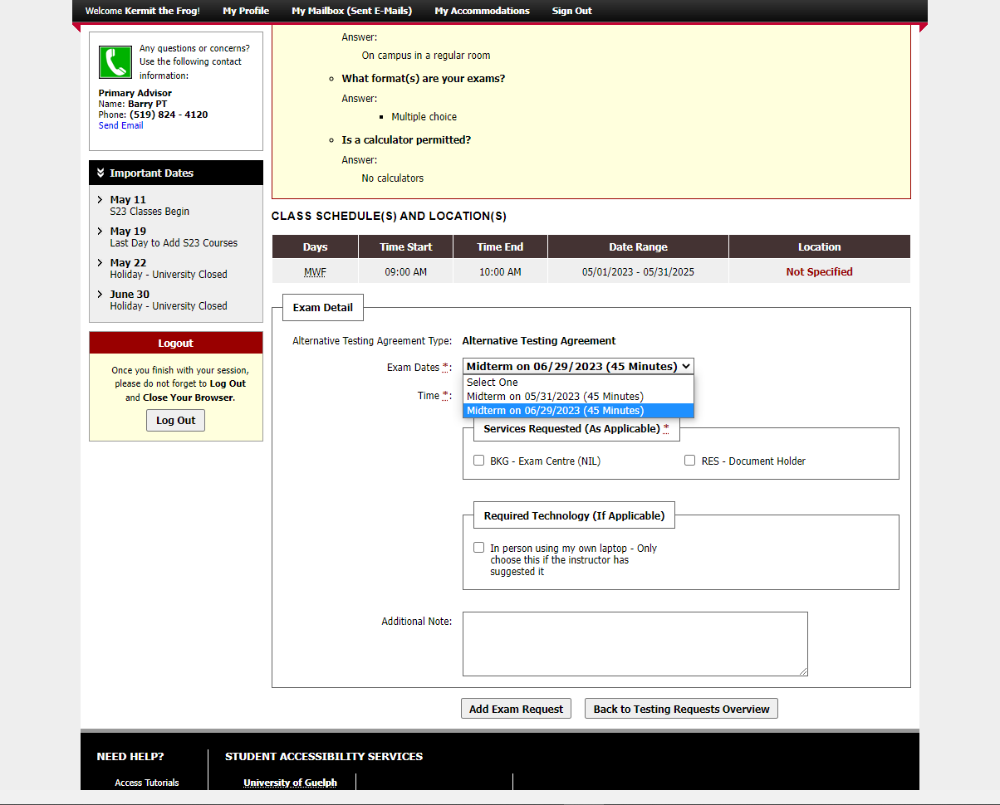 Welcome Kermit the Frog! My Profile My Mailbox (Sent E-Mails) My Accommodations Sign Out
Any questions or concerns?
Use the following contact
information:
Primary Advisor
Name: Barry PT
Phone: (519) 824 - 4120
Send Email
Important Dates
May 11
S23 Classes Begin
May 19
Last Day to Add S23 Courses
May 22
Holiday - University Closed
June 30
Holiday - University Closed
Logout
Once you finish with your session,
please do not forget to Log Out
and Close Your Browser.
Log Out
Answer:
On campus in a regular room
What format(s) are your exams?
Answer:
Multiple choice
Is a calculator permitted?
Answer:
No calculators
CLASS SCHEDULE(S) AND LOCATION(S)
Days Time Start Time End Date Range Location
MWF 09:00 AM 10:00 AM 05/01/2023 - 05/31/2025 Not Specified
Exam Detail
Alternative Testing Agreement Type: Alternative Testing Agreement
Exam Dates *: Midterm on 06/29/2023 (45 Minutes)
Select One
Time *: Midterm on 05/31/2023 (45 Minutes)
Midterm on 06/29/2023 (45 Minutes)
Services Requested (As Applicable) *
BKG - Exam Centre (NIL) RES - Document Holder
Required Technology (If Applicable)
In person using my own laptop - Only
choose this if the instructor has
suggested it
Additional Note:
Add Exam Request Back to Testing Requests Overview
NEED HELP? STUDENT ACCESSIBILITY SERVICES
Access Tutorials University of Guelph